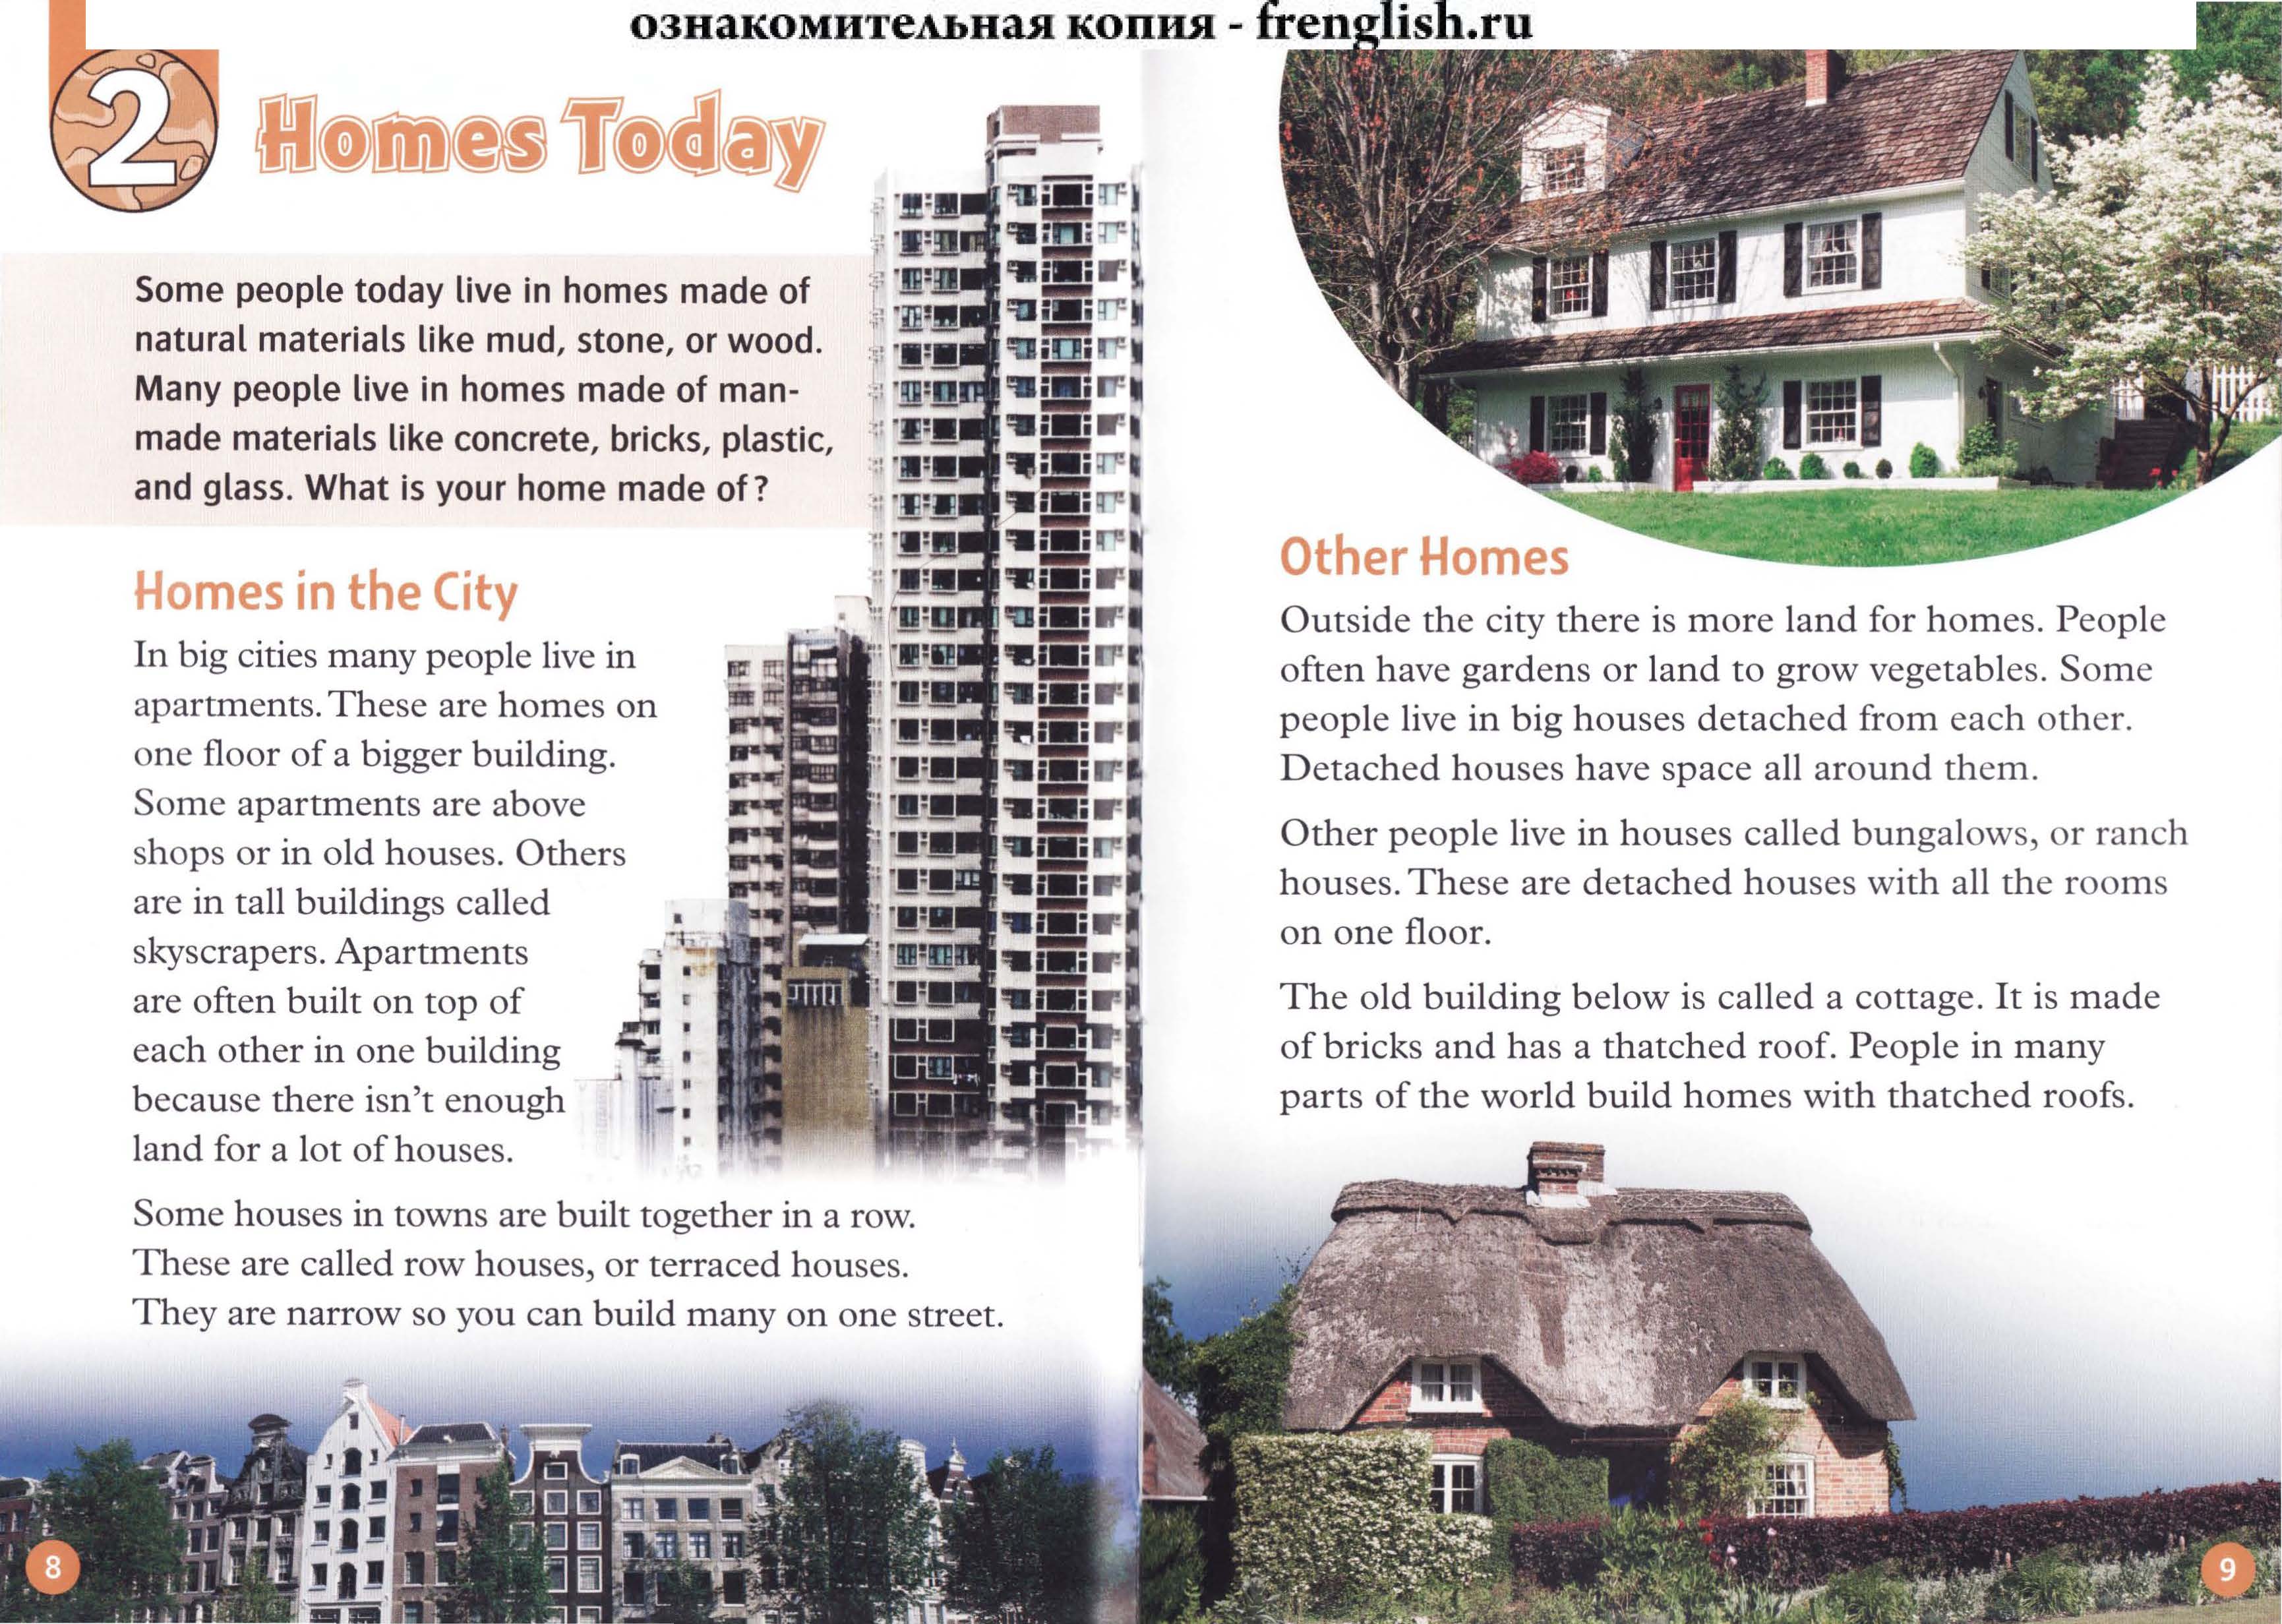 ознакомительная копия - frenglish.ru
2
Homes Today
Some people today live in homes made of
natural materials like mud, stone, or wood.
Many people live in homes made of man-
made materials like concrete, bricks, plastic,
and glass. What is your home made of?
Homes in the City
In big cities many people live in
apartments. These are homes on
one floor of a bigger building.
Some apartments are above
shops or in old houses. Others
are in tall buildings called
skyscrapers. Apartments
are often built on top of
each other in one building
because there isn't enough
land for a lot of houses.
Some houses in towns are built together in a row.
These are called row houses, or terraced houses.
They are narrow so you can build many on one street.
8
Other Homes
Outside the city there is more land for homes. People
often have gardens or land to grow vegetables. Some
people live in big houses detached from each other.
Detached houses have space all around them.
Other people live in houses called bungalows, or ranch
houses. These are detached houses with all the rooms
on one floor.
The old building below is called a cottage. It is made
of bricks and has a thatched roof. People in many
parts of the world build homes with thatched roofs.
9